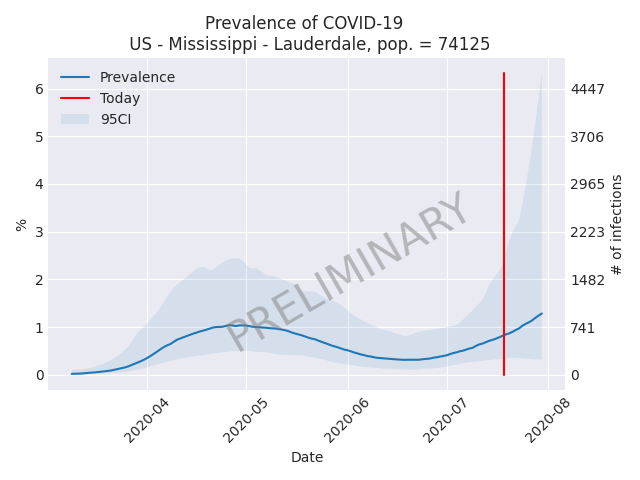 Prevalence of COVID-19
US - Mississippi - Lauderdale, pop. = 74125
Prevalence
Today
95CI
6
5
4
3
2
1
0
%
4447
3706
2965
2223
1482
741
0
# of infections
PRELIMINARY
2020-04
2020-05
2020-06
2020-07
2020-08
Date